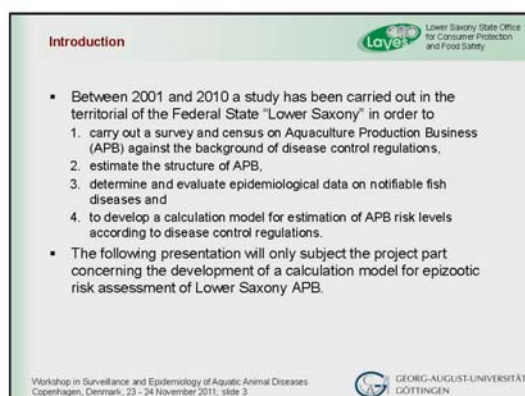 Introduction
Laves
Lower Saxony State Office
for Consumer Protection
and Food Safety
▪ Between 2001 and 2010 a study has been carried out in the
territorial of the Federal State "Lower Saxony" in order to
1. carry out a survey and census on Aquaculture Production Business
(APB) against the background of disease control regulations,
2. estimate the structure of APB,
3. determine and evaluate epidemiological data on notifiable fish
diseases and
4. to develop a calculation model for estimation of APB risk levels
according to disease control regulations.
▪ The following presentation will only subject the project part
concerning the development of a calculation model for epizootic
risk assessment of Lower Saxony APB.
Workshop in Surveillance and Epidemiology of Aquatic Animal Diseases
Copenhagen, Denmark, 23 - 24 November 2011; slide 3
GEORG-AUGUST-UNIVERSITÄT
GÖTTINGEN